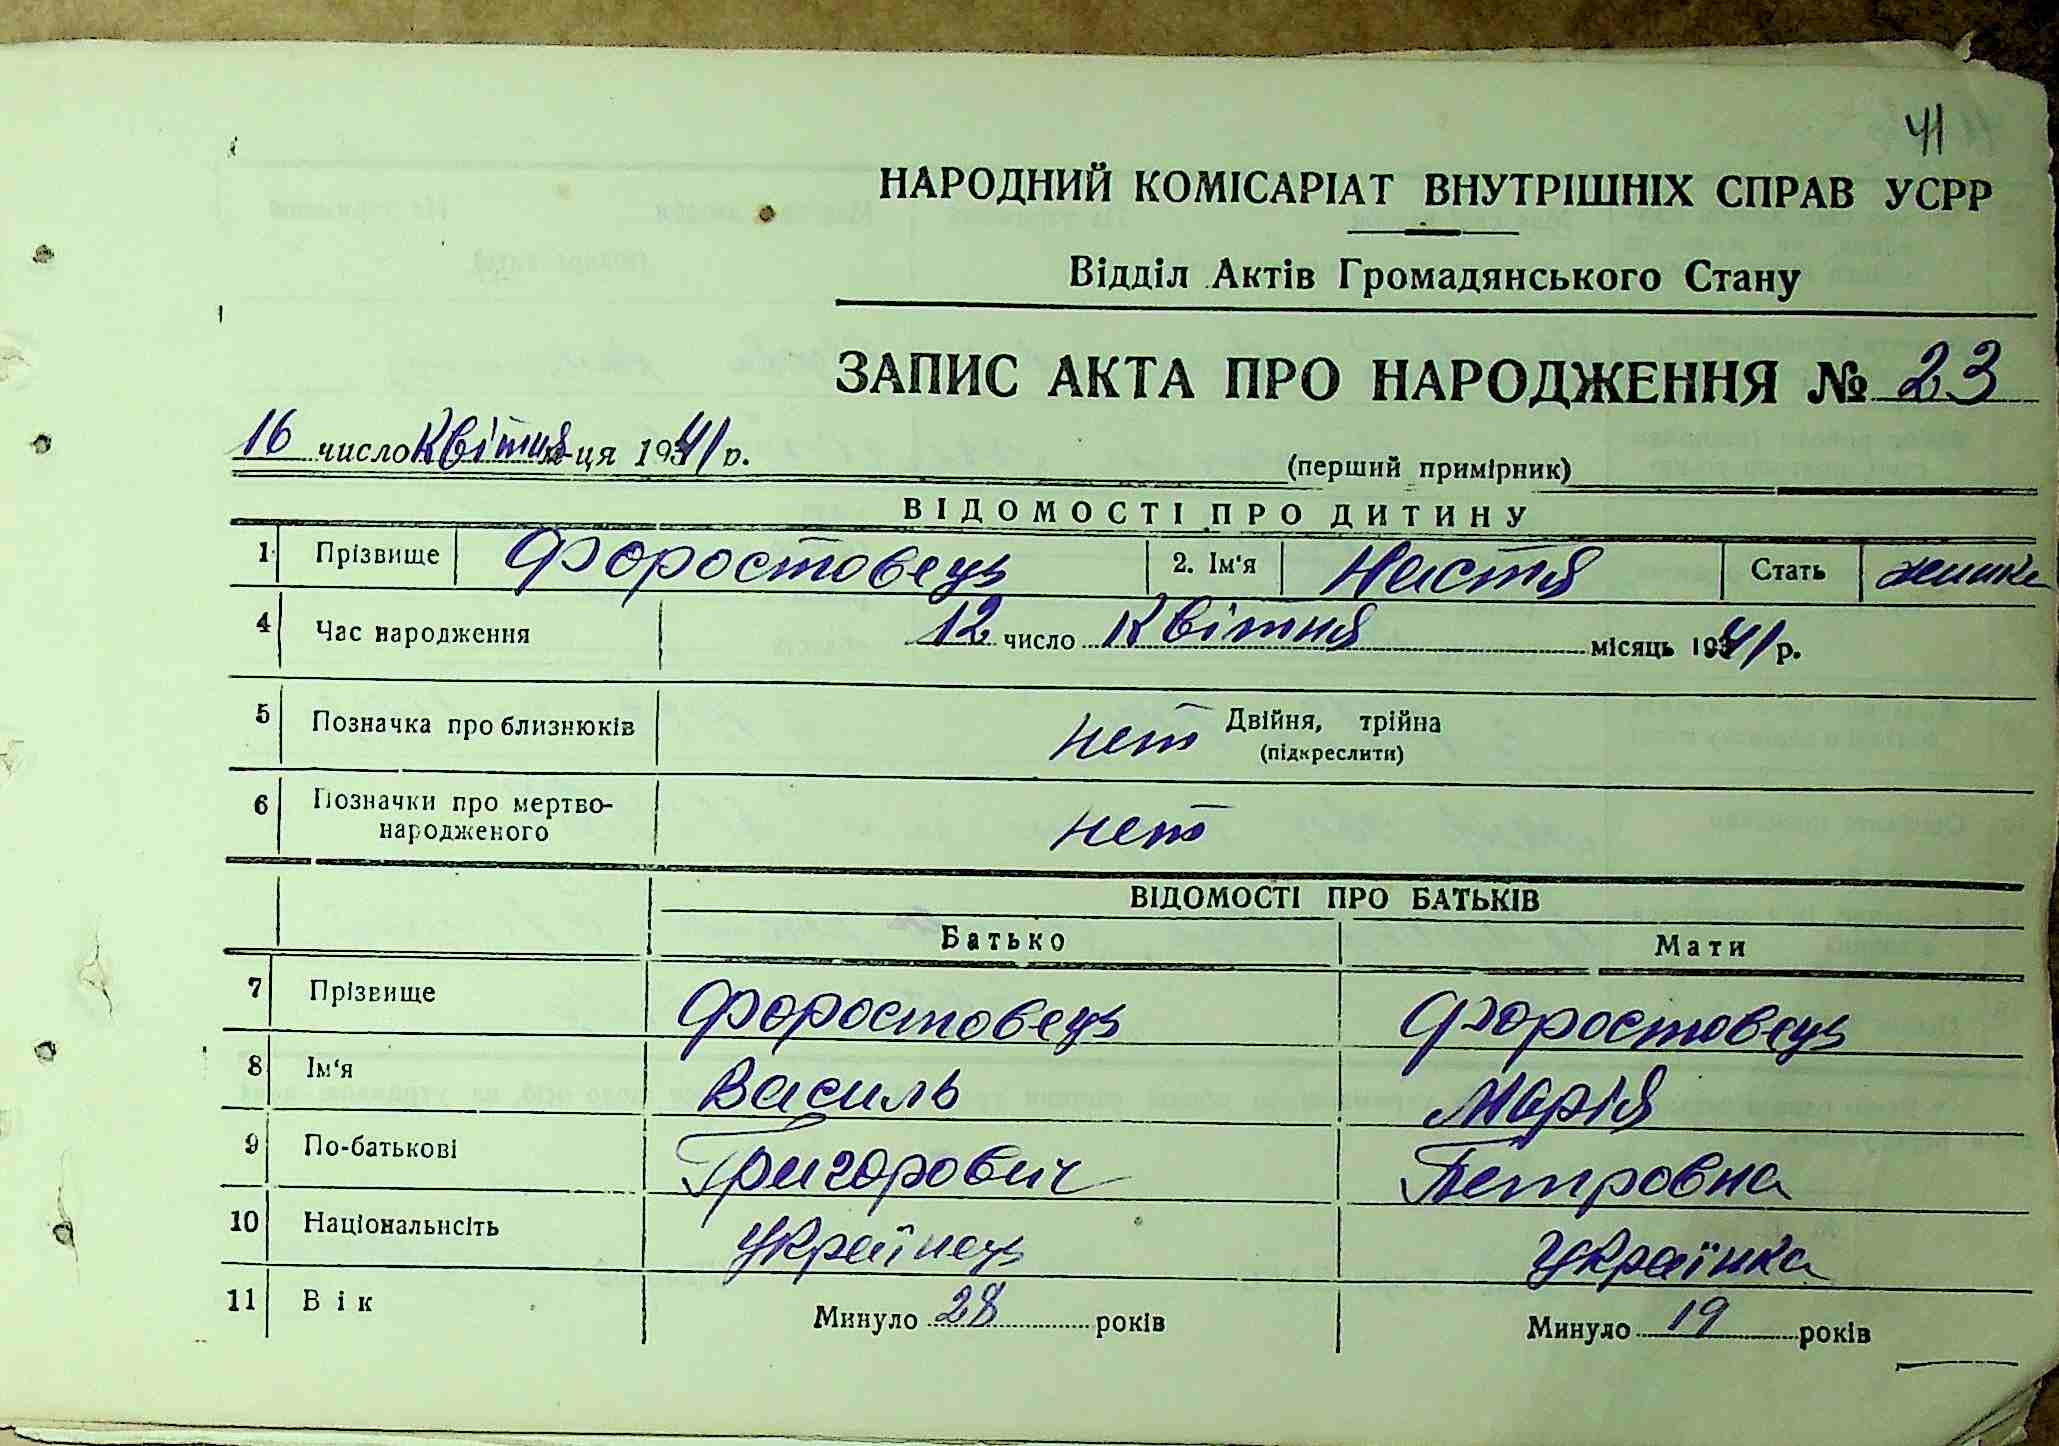 41
НАРОДНИЙ КОМІСАРІАТ ВНУТРІШНІХ СПРАВ УСРР
Відділ Актів Громадянського Стану
ЗАПИС АКТА ПРО НАРОДЖЕННЯ № 23
16 число Квітня м-ця 1941 р.
(перший примірник)
ВІДОМОСТІ ПРО ДИТИНУ
1 Прізвище Форостовець 2. Ім'я Настя Стать
4 Час народження 12 число Квітня місяць 1941 р.
5 Позначка про близнюків нет Двійня, трійна
(підкреслити)
6 Позначки про мертво-
народженого нет
ВІДОМОСТІ ПРО БАТЬКІВ
Батько Мати
7 Прізвище Форостовець Форостовець
8 Ім'я Василь Марія
9 По-батькові Григорович Петровна
10 Національність українець українка
11 Вік Минуло 28 років Минуло 19 років